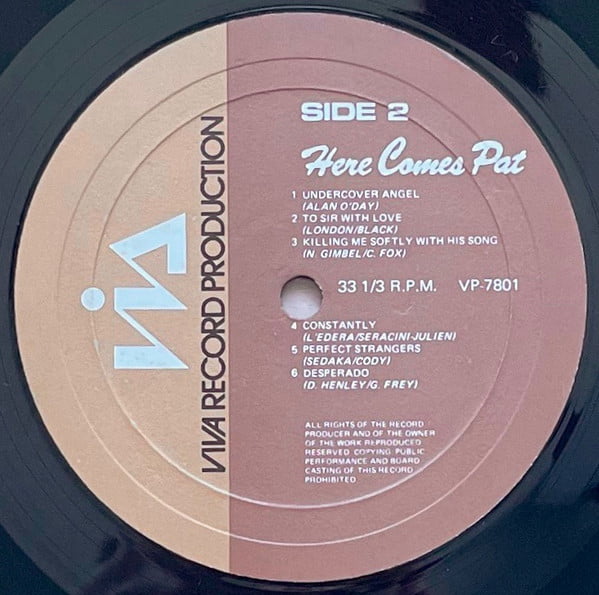 SIDE 2
Here Comes Pat
1 UNDERCOVER ANGEL
(ALAN O'DAY)
2 TO SIR WITH LOVE
(LONDON/BLACK)
3 KILLING ME SOFTLY WITH HIS SONG
(N. GIMBEL/C. FOX)
33 1/3 R.P.M. VP-7801
4 CONSTANTLY
(L'EDERA/SERACINI-JULIEN)
5 PERFECT STRANGERS
(SEDAKA/CODY)
6 DESPERADO
(D. HENLEY/G. FREY)
ALL RIGHTS OF THE RECORD
PRODUCER AND OF THE OWNER
OF THE WORK REPRODUCED
RESERVED. COPYING, PUBLIC
PERFORMANCE AND BOARD
CASTING OF THIS RECORD
PROHIBITED
VIVA
VIVA RECORD PRODUCTION